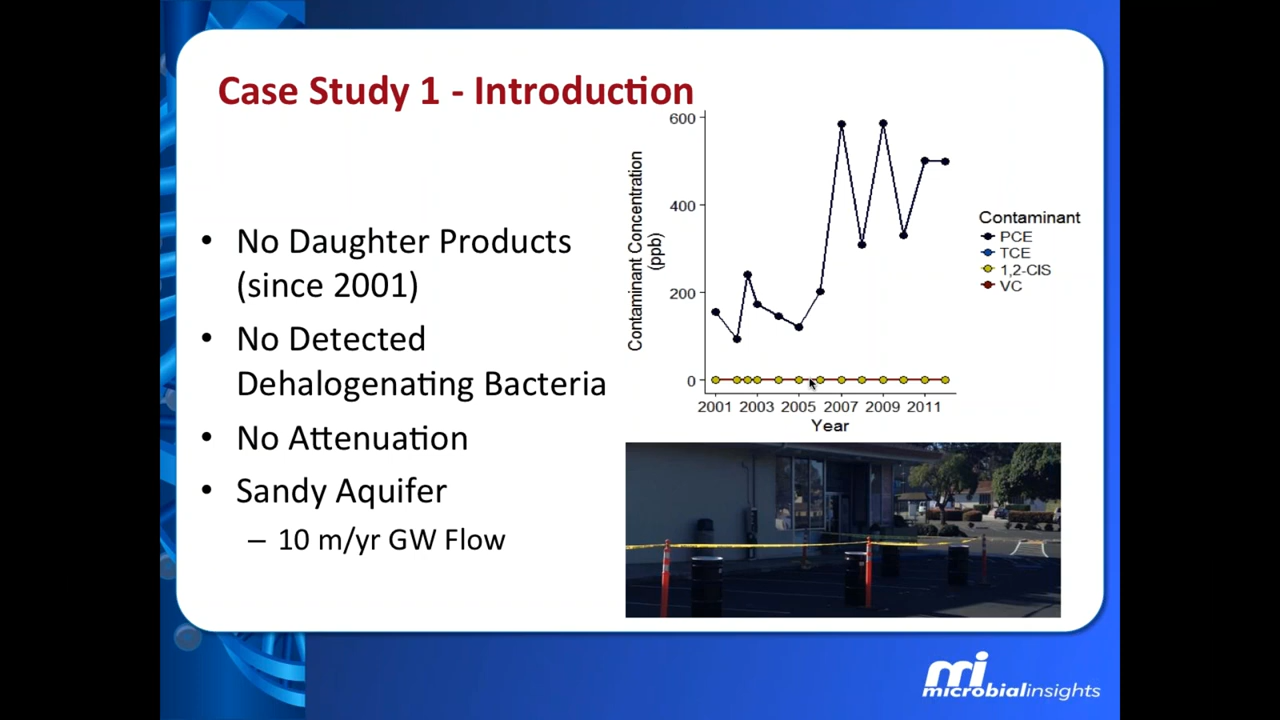 Case Study 1 - Introduction
• No Daughter Products
(since 2001)
• No Detected
Dehalogenating Bacteria
• No Attenuation
• Sandy Aquifer
– 10 m/yr GW Flow
Contaminant Concentration
(ppb)
600
400
200
0
2001 2003 2005 2007 2009 2011
Year
Contaminant
PCE
TCE
1,2-CIS
VC
mi
microbialinsights